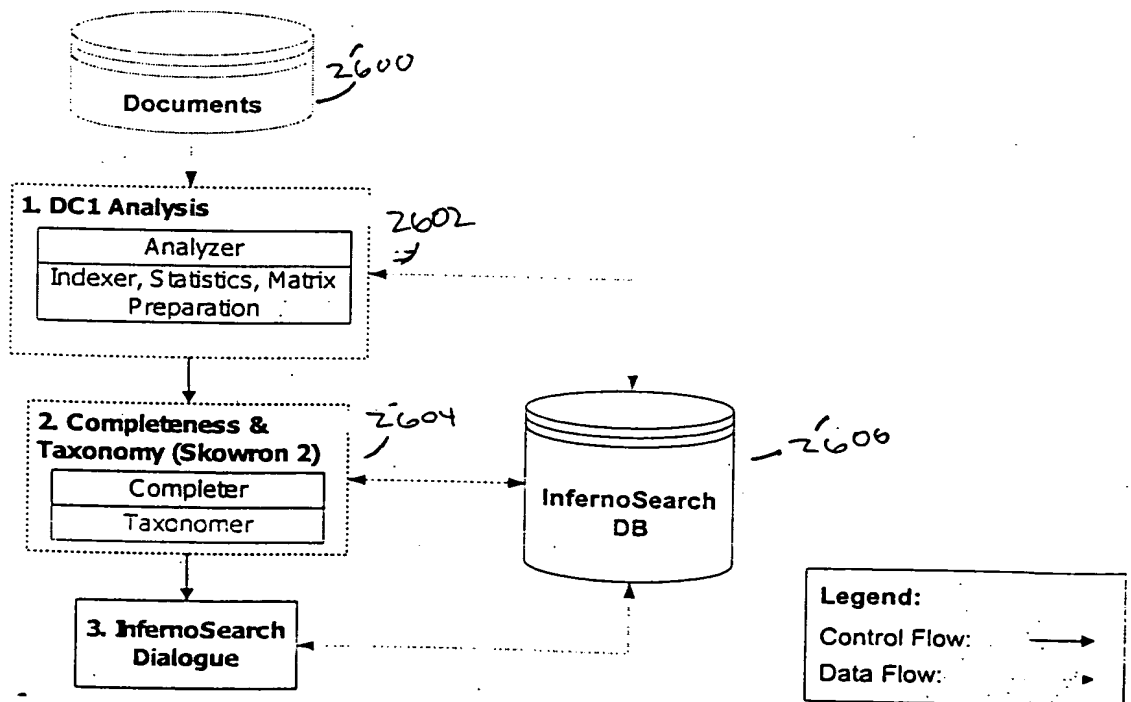 2600
Documents
1. DC1 Analysis
2602
Analyzer
Indexer, Statistics, Matrix
Preparation
2. Completeness &
Taxonomy (Skowron 2)
2604
Completer
Taxonomer
2606
InfernoSearch
DB
3. InfernoSearch
Dialogue
Legend:
Control Flow:
Data Flow: